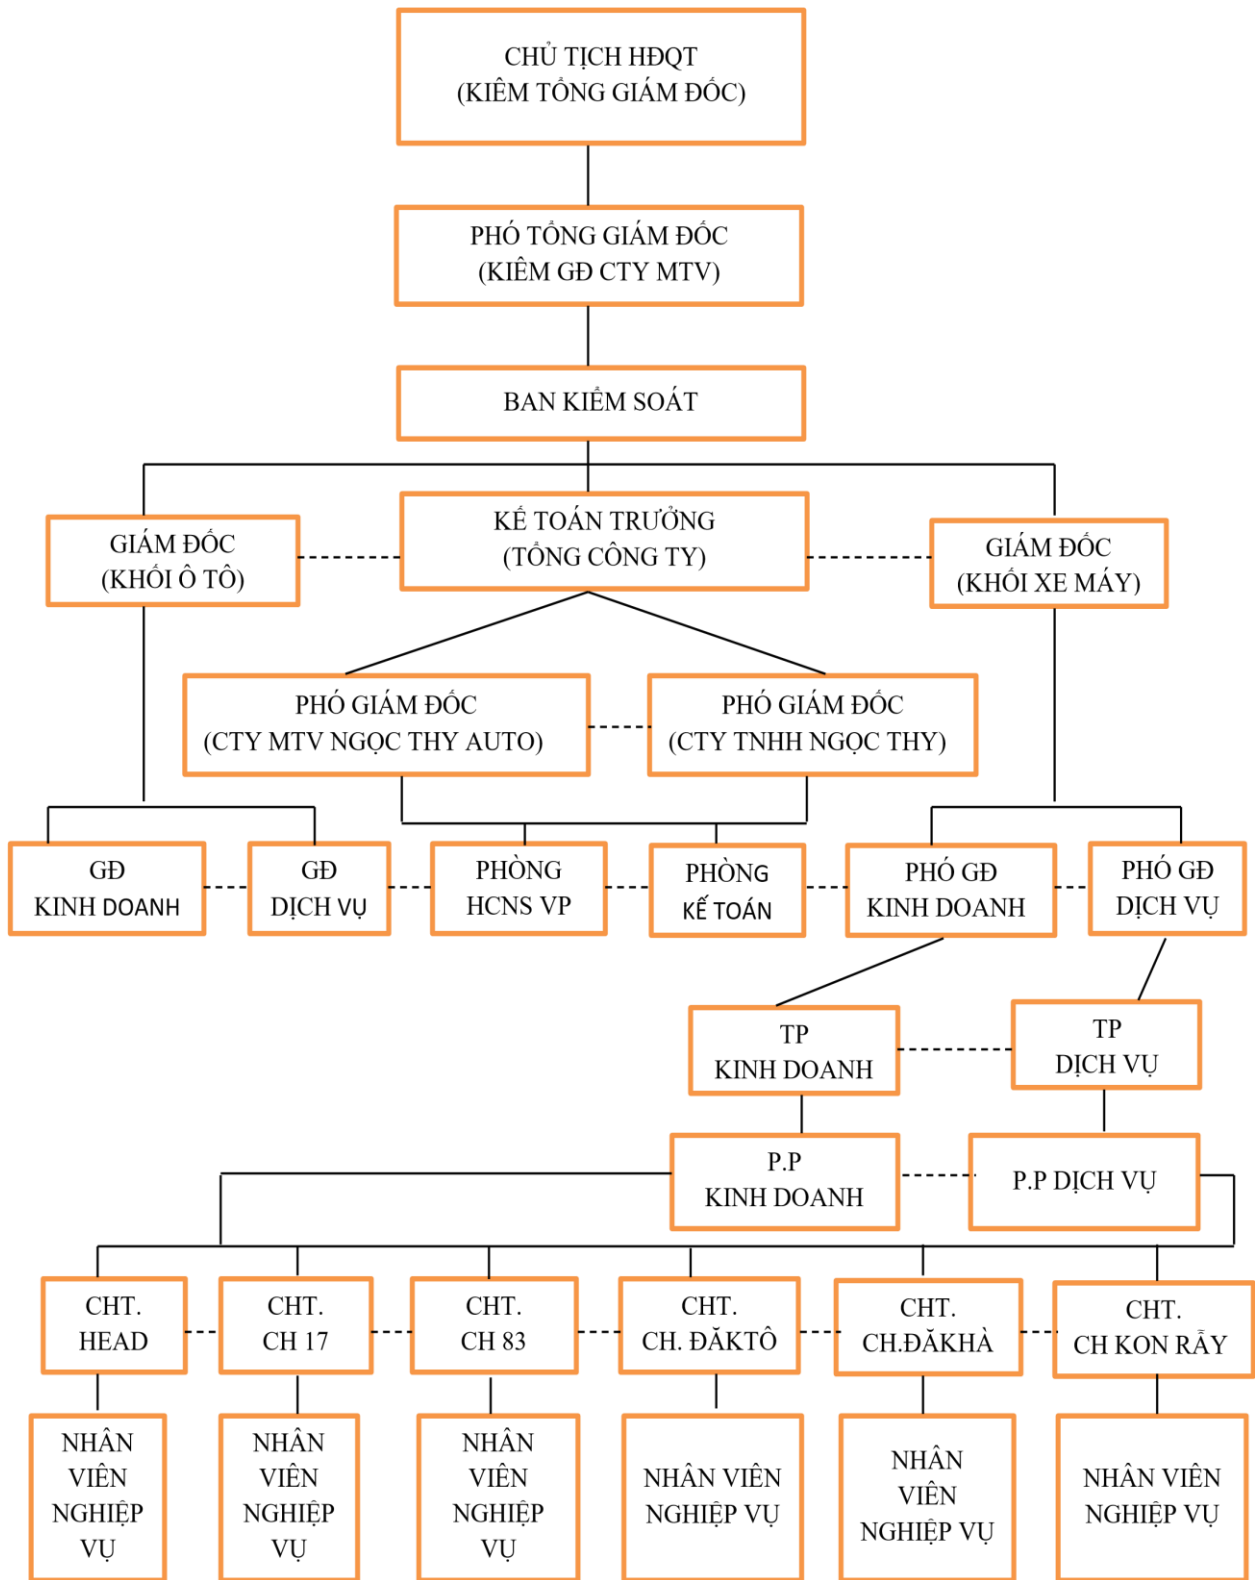 CHỦ TỊCH HĐQT
(KIÊM TỔNG GIÁM ĐỐC)
PHÓ TỔNG GIÁM ĐỐC
(KIÊM GĐ CTY MTV)
BAN KIỂM SOÁT
GIÁM ĐỐC
(KHỐI Ô TÔ)
KẾ TOÁN TRƯỞNG
(TỔNG CÔNG TY)
GIÁM ĐỐC
(KHỐI XE MÁY)
PHÓ GIÁM ĐỐC
(CTY MTV NGỌC THY AUTO)
PHÓ GIÁM ĐỐC
(CTY TNHH NGỌC THY)
GĐ
KINH DOANH
GĐ
DỊCH VỤ
PHÒNG
HCNS VP
PHÒNG
KẾ TOÁN
PHÓ GĐ
KINH DOANH
PHÓ GĐ
DỊCH VỤ
TP
KINH DOANH
TP
DỊCH VỤ
P.P
KINH DOANH
P.P DỊCH VỤ
CHT.
HEAD
CHT.
CH 17
CHT.
CH 83
CHT.
CH. ĐĂKTÔ
CHT.
CH.ĐĂKHÀ
CHT.
CH KON RẪY
NHÂN
VIÊN
NGHIỆP
VỤ
NHÂN
VIÊN
NGHIỆP
VỤ
NHÂN
VIÊN
NGHIỆP
VỤ
NHÂN VIÊN
NGHIỆP VỤ
NHÂN
VIÊN
NGHIỆP VỤ
NHÂN VIÊN
NGHIỆP VỤ